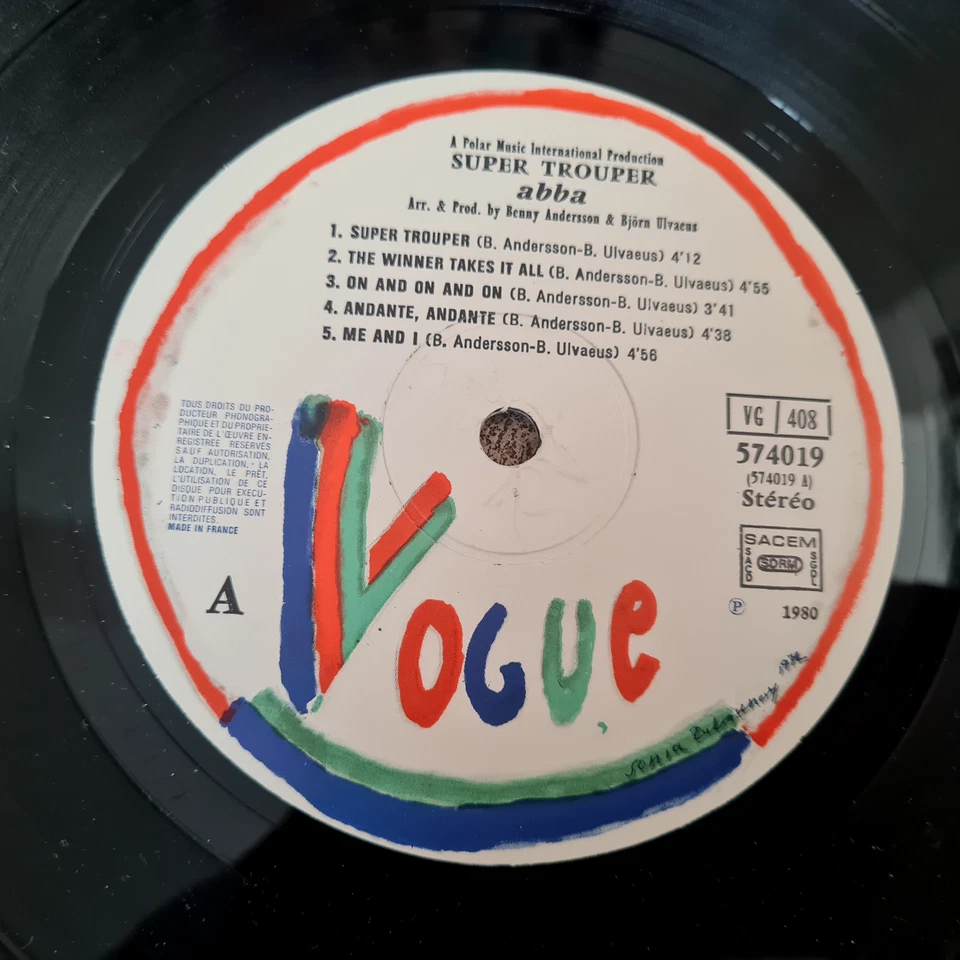 A Polar Music International Production
SUPER TROUPER
abba
Arr. & Prod. by Benny Andersson & Björn Ulvaeus
1. SUPER TROUPER (B. Andersson-B. Ulvaeus) 4'12
2. THE WINNER TAKES IT ALL (B. Andersson-B. Ulvaeus) 4'55
3. ON AND ON AND ON (B. Andersson-B. Ulvaeus) 3'41
4. ANDANTE, ANDANTE (B. Andersson-B. Ulvaeus) 4'38
5. ME AND I (B. Andersson-B. Ulvaeus) 4'56
TOUS DROITS DU PRO-
DUCTEUR PHONOGRA-
PHIQUE ET DU PROPRIE-
TAIRE DE L'ŒUVRE EN-
REGISTREE RESERVÉS
SAUF AUTORISATION,
LA DUPLICATION, LA
LOCATION, LE PRÊT,
L'UTILISATION DE CE
DISQUE POUR EXECU-
TION PUBLIQUE ET
RADIODIFFUSION SONT
INTERDITES.
MADE IN FRANCE
VG 408
574019
(574019 A)
Stéréo
SACEM
SACD
SDRM
SGDL
℗ 1980
A
VOGUE
sonia Delaunay